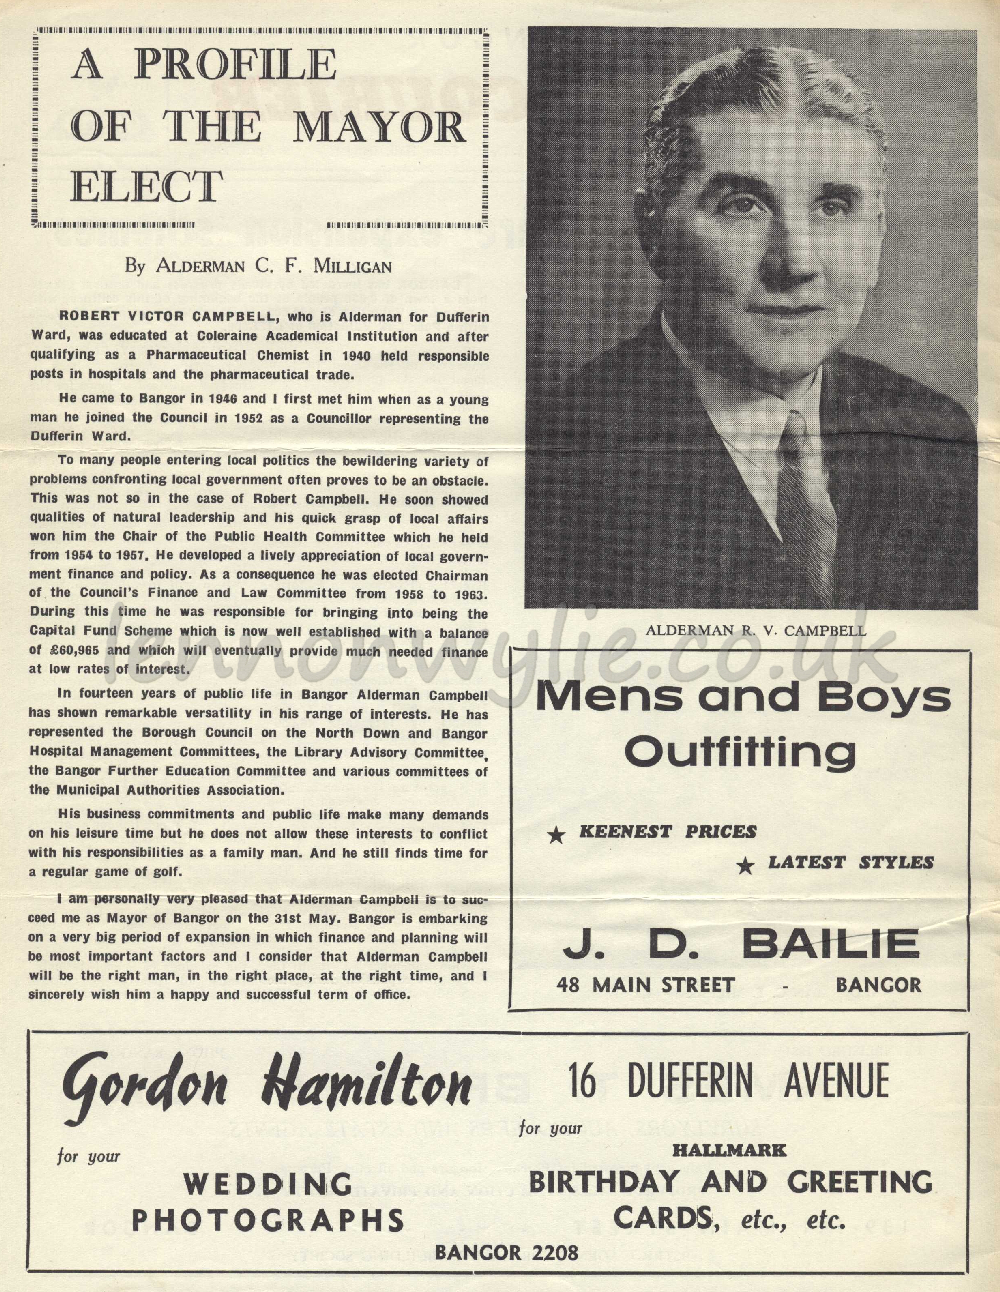 A PROFILE
OF THE MAYOR
ELECT
By ALDERMAN C. F. MILLIGAN
ROBERT VICTOR CAMPBELL, who is Alderman for Dufferin
Ward, was educated at Coleraine Academical Institution and after
qualifying as a Pharmaceutical Chemist in 1940 held responsible
posts in hospitals and the pharmaceutical trade.
He came to Bangor in 1946 and I first met him when as a young
man he joined the Council in 1952 as a Councillor representing the
Dufferin Ward.
To many people entering local politics the bewildering variety of
problems confronting local government often proves to be an obstacle.
This was not so in the case of Robert Campbell. He soon showed
qualities of natural leadership and his quick grasp of local affairs
won him the Chair of the Public Health Committee which he held
from 1954 to 1957. He developed a lively appreciation of local govern-
ment finance and policy. As a consequence he was elected Chairman
of the Council's Finance and Law Committee from 1958 to 1963.
During this time he was responsible for bringing into being the
Capital Fund Scheme which is now well established with a balance
of £60,965 and which will eventually provide much needed finance
at low rates of interest.
In fourteen years of public life in Bangor Alderman Campbell
has shown remarkable versatility in his range of interests. He has
represented the Borough Council on the North Down and Bangor
Hospital Management Committees, the Library Advisory Committee,
the Bangor Further Education Committee and various committees of
the Municipal Authorities Association.
His business commitments and public life make many demands
on his leisure time but he does not allow these interests to conflict
with his responsibilities as a family man. And he still finds time for
a regular game of golf.
I am personally very pleased that Alderman Campbell is to suc-
ceed me as Mayor of Bangor on the 31st May. Bangor is embarking
on a very big period of expansion in which finance and planning will
be most important factors and I consider that Alderman Campbell
will be the right man, in the right place, at the right time, and I
sincerely wish him a happy and successful term of office.
ALDERMAN R. V. CAMPBELL
lennonwylie.co.uk
Mens and Boys
Outfitting
★ KEENEST PRICES
★ LATEST STYLES
J. D. BAILIE
48 MAIN STREET - BANGOR
Gordon Hamilton
for your
WEDDING
PHOTOGRAPHS
16 DUFFERIN AVENUE
for your
HALLMARK
BIRTHDAY AND GREETING
CARDS, etc., etc.
BANGOR 2208